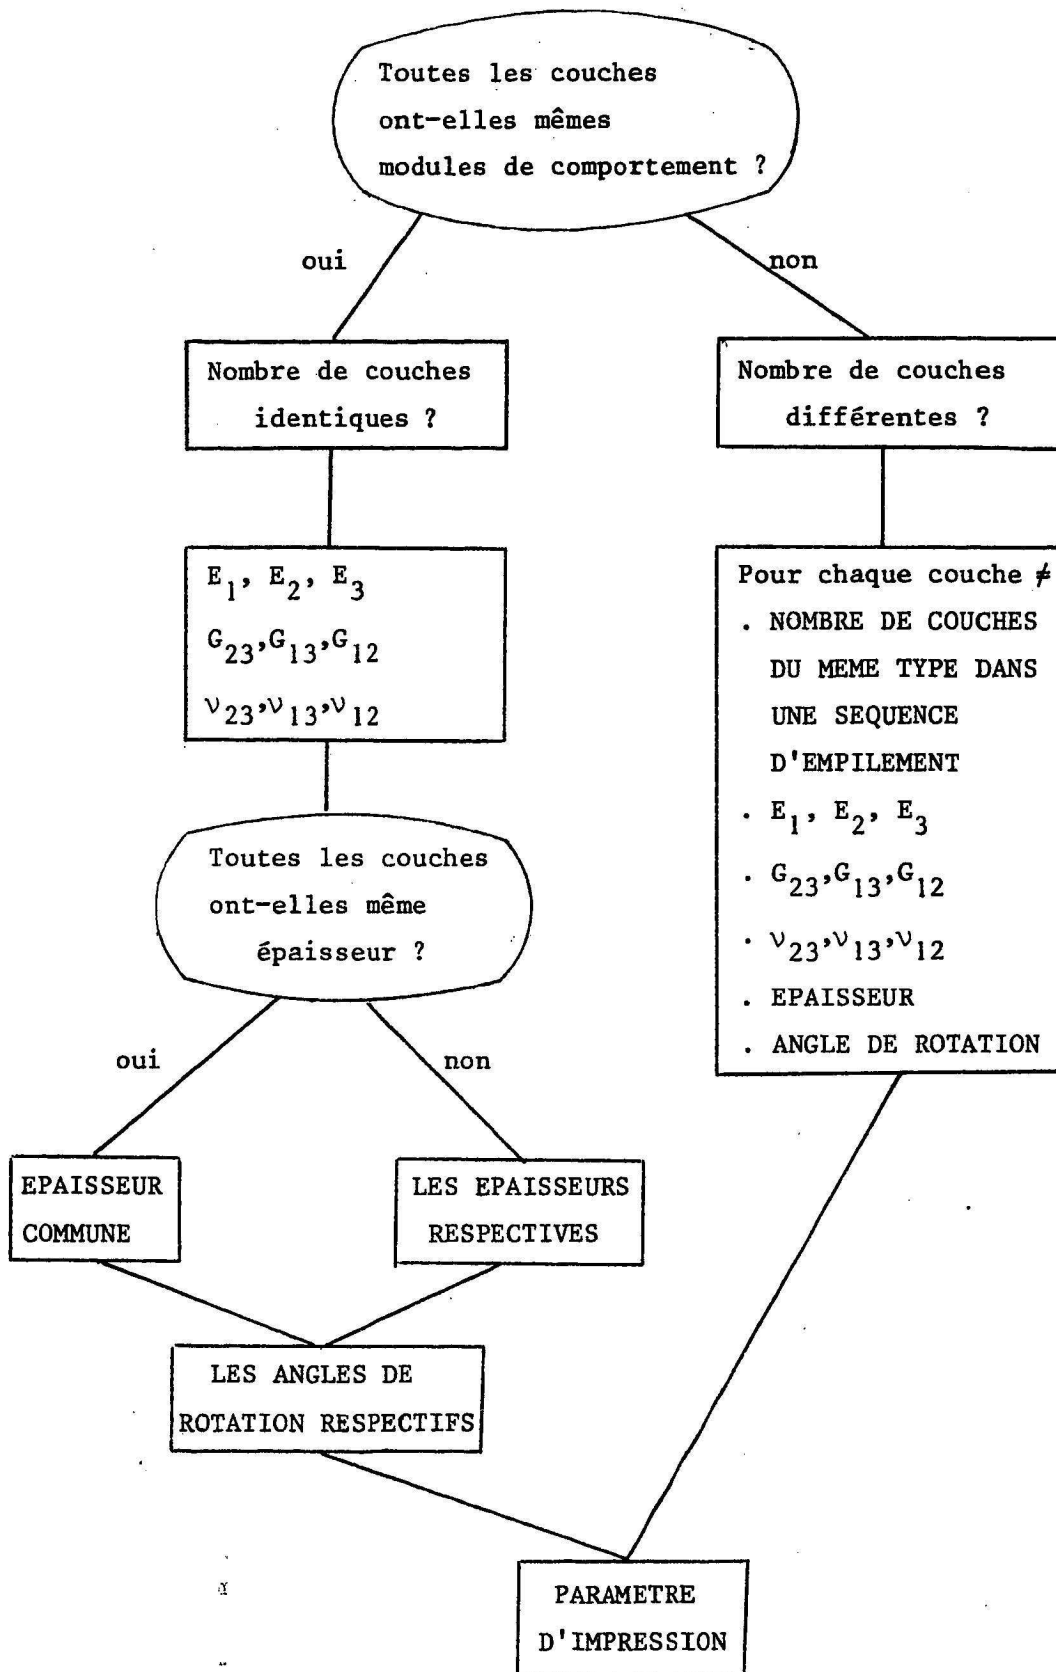 Toutes les couches
ont-elles mêmes
modules de comportement ?
oui
non
Nombre de couches
identiques ?
Nombre de couches
différentes ?
E1, E2, E3
G23,G13,G12
ν23,ν13,ν12
Pour chaque couche ≠
. NOMBRE DE COUCHES
DU MEME TYPE DANS
UNE SEQUENCE
D'EMPILEMENT
. E1, E2, E3
. G23,G13,G12
. ν23,ν13,ν12
. EPAISSEUR
. ANGLE DE ROTATION
Toutes les couches
ont-elles même
épaisseur ?
oui
non
EPAISSEUR
COMMUNE
LES EPAISSEURS
RESPECTIVES
LES ANGLES DE
ROTATION RESPECTIFS
PARAMETRE
D'IMPRESSION